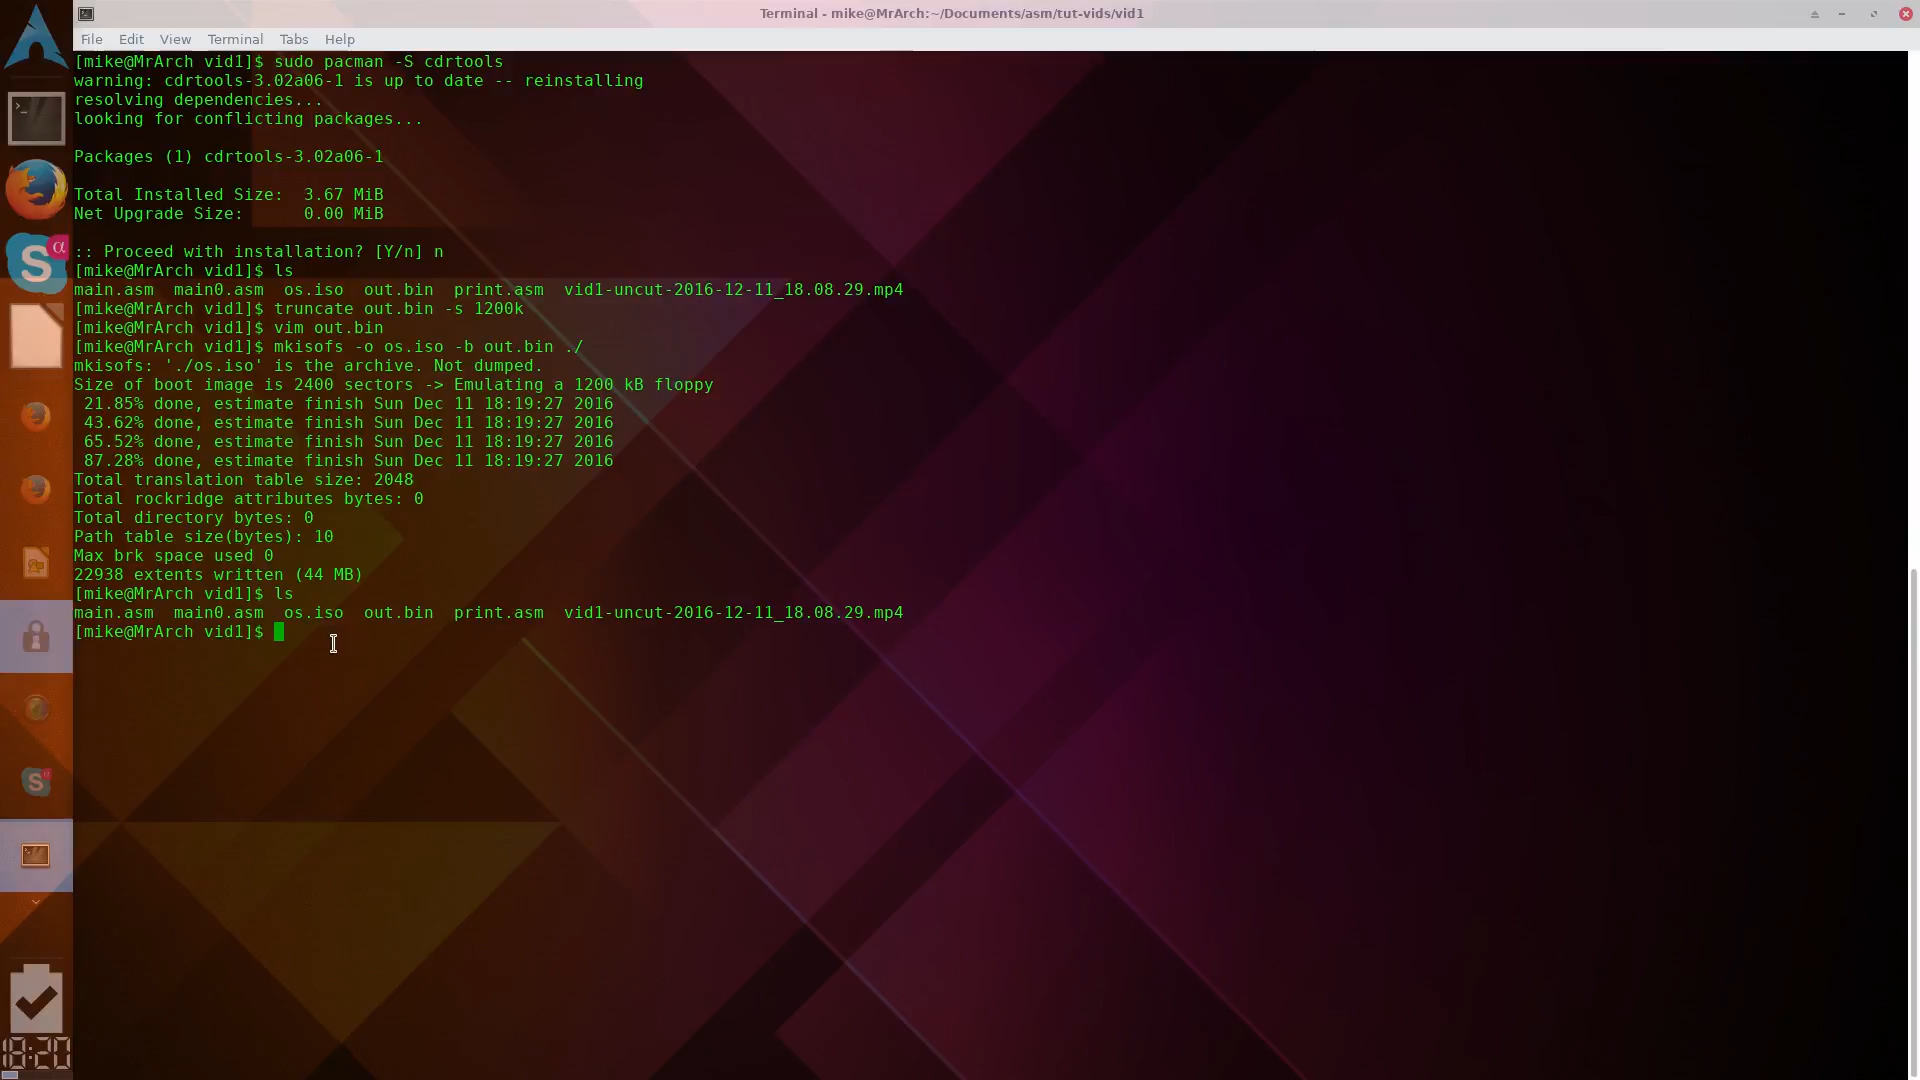 Terminal - mike@MrArch:~/Documents/asm/tut-vids/vid1
File Edit View Terminal Tabs Help
[mike@MrArch vid1]$ sudo pacman -S cdrtools
warning: cdrtools-3.02a06-1 is up to date -- reinstalling
resolving dependencies...
looking for conflicting packages...
Packages (1) cdrtools-3.02a06-1
Total Installed Size:  3.67 MiB
Net Upgrade Size:      0.00 MiB
:: Proceed with installation? [Y/n] n
[mike@MrArch vid1]$ ls
main.asm  main0.asm  os.iso  out.bin  print.asm  vid1-uncut-2016-12-11_18.08.29.mp4
[mike@MrArch vid1]$ truncate out.bin -s 1200k
[mike@MrArch vid1]$ vim out.bin
[mike@MrArch vid1]$ mkisofs -o os.iso -b out.bin ./
mkisofs: './os.iso' is the archive. Not dumped.
Size of boot image is 2400 sectors -> Emulating a 1200 kB floppy
 21.85% done, estimate finish Sun Dec 11 18:19:27 2016
 43.62% done, estimate finish Sun Dec 11 18:19:27 2016
 65.52% done, estimate finish Sun Dec 11 18:19:27 2016
 87.28% done, estimate finish Sun Dec 11 18:19:27 2016
Total translation table size: 2048
Total rockridge attributes bytes: 0
Total directory bytes: 0
Path table size(bytes): 10
Max brk space used 0
22938 extents written (44 MB)
[mike@MrArch vid1]$ ls
main.asm  main0.asm  os.iso  out.bin  print.asm  vid1-uncut-2016-12-11_18.08.29.mp4
[mike@MrArch vid1]$
18:20